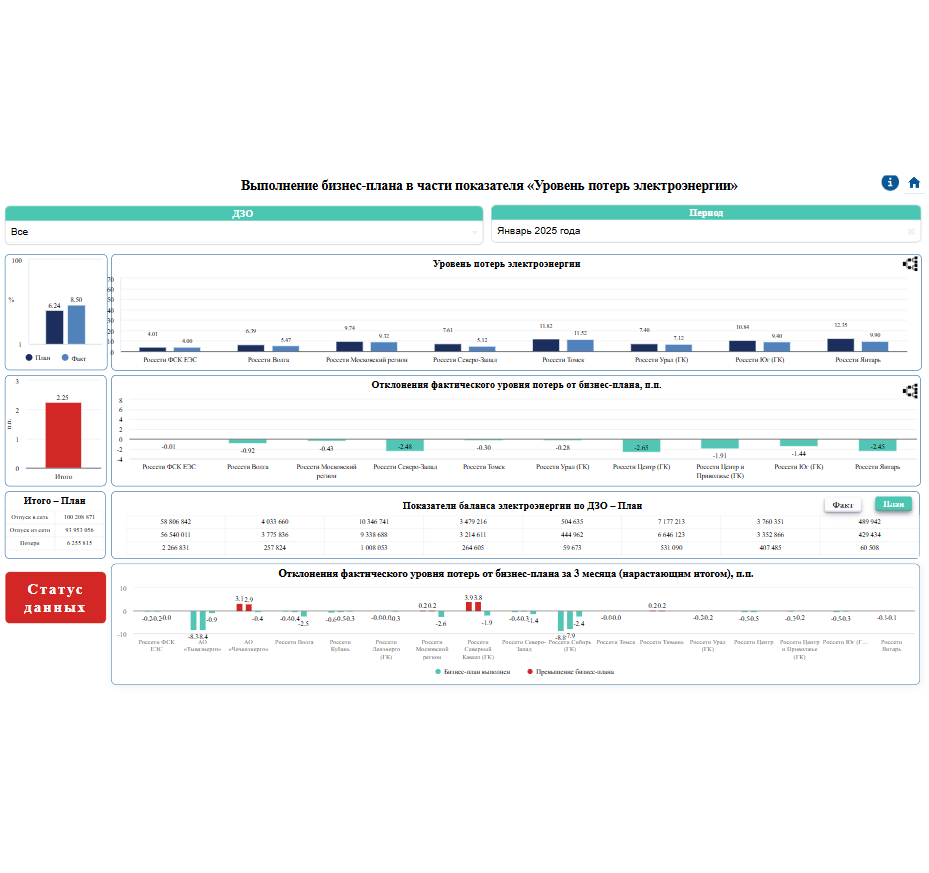 Выполнение бизнес-плана в части показателя «Уровень потерь электроэнергии»
ДЗО
Период
Все
Январь 2025 года
100
%
1
6.24
8.50
План
Факт
Уровень потерь электроэнергии
70
60
50
40
30
20
10
0
4.01
4.00
6.39
5.47
9.74
9.32
7.61
5.12
11.82
11.52
7.40
7.12
10.84
9.40
12.35
9.90
Россети ФСК ЕЭС
Россети Волга
Россети Московский регион
Россети Северо-Запад
Россети Томск
Россети Урал (ГК)
Россети Юг (ГК)
Россети Янтарь
3
2
1
0
п.п.
2.25
Итого
Отклонения фактического уровня потерь от бизнес-плана, п.п.
8
6
4
2
0
-2
-4
-0.01
-0.92
-0.43
-2.48
-0.30
-0.28
-2.65
-1.91
-1.44
-2.45
Россети ФСК ЕЭС
Россети Волга
Россети Московский
регион
Россети Северо-Запад
Россети Томск
Россети Урал (ГК)
Россети Центр (ГК)
Россети Центр и
Приволжье (ГК)
Россети Юг (ГК)
Россети Янтарь
Итого – План
Отпуск в сеть 100 208 871
Отпуск из сети 93 953 056
Потери 6 255 815
Показатели баланса электроэнергии по ДЗО – План
Факт
План
58 806 842 4 033 660 10 346 741 3 479 216 504 635 7 177 213 3 760 351 489 942
56 540 011 3 775 836 9 338 688 3 214 611 444 962 6 646 123 3 352 866 429 434
2 266 831 257 824 1 008 053 264 605 59 673 531 090 407 485 60 508
Статус
данных
Отклонения фактического уровня потерь от бизнес-плана за 3 месяца (нарастающим итогом), п.п.
10
0
-10
-0.2
-0.2
-0.0
-8.3
-8.4
-0.9
3.1
2.9
-0.4
-0.4
-0.4
-2.5
-0.6
-0.5
-0.3
-0.0
-0.0
-0.3
0.2
0.2
-2.6
3.9
3.8
-1.9
-0.4
-0.3
-1.4
-8.8
-7.9
-2.4
-0.0
-0.0
0.2
0.2
-0.2
-0.2
-0.5
-0.5
-0.2
-0.5
-0.3
-0.1
-0.1
Россети ФСК
ЕЭС
АО
«Тываэнерго»
АО
«Чеченэнерго»
Россети Волга
Россети
Кубань
Россети
Ленэнерго
(ГК)
Россети
Московский
регион
Россети
Северный
Кавказ (ГК)
Россети Северо-
Запад
Россети Сибирь
(ГК)
Россети Томск
Россети Тюмень
Россети Урал
(ГК)
Россети Центр
Россети Центр
и Приволжье
(ГК)
Россети Юг (Г...
Россети
Янтарь
Бизнес-план выполнен
Превышение бизнес-плана